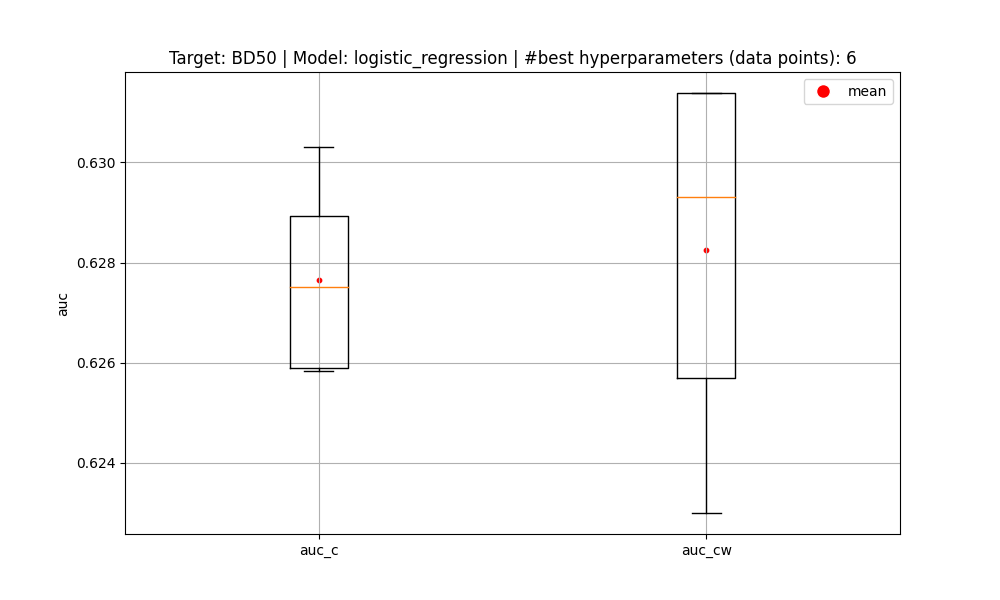 Target: BD50 | Model: logistic_regression | #best hyperparameters (data points): 6
mean
0.630
0.628
0.626
0.624
auc
auc_c
auc_cw